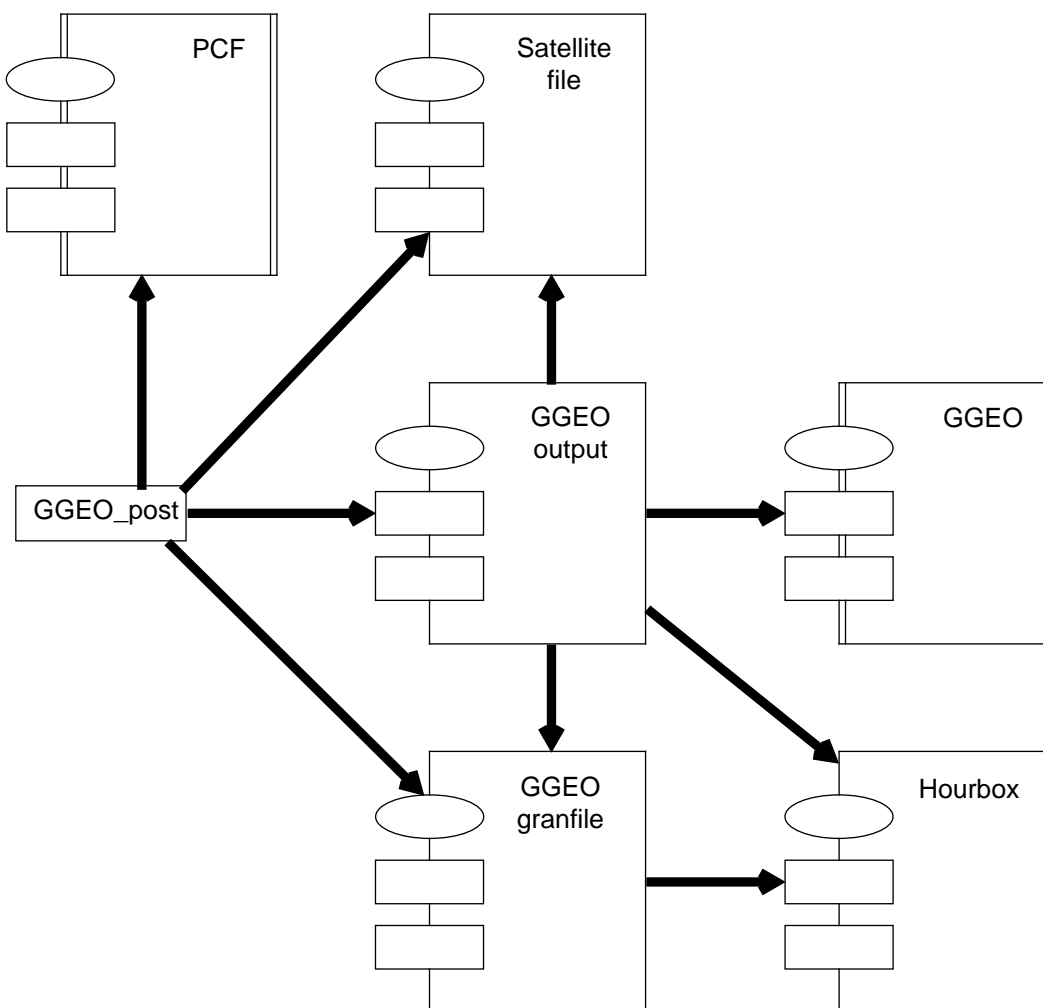 PCF
Satellite
file
GGEO
output
GGEO
GGEO_post
GGEO
granfile
Hourbox